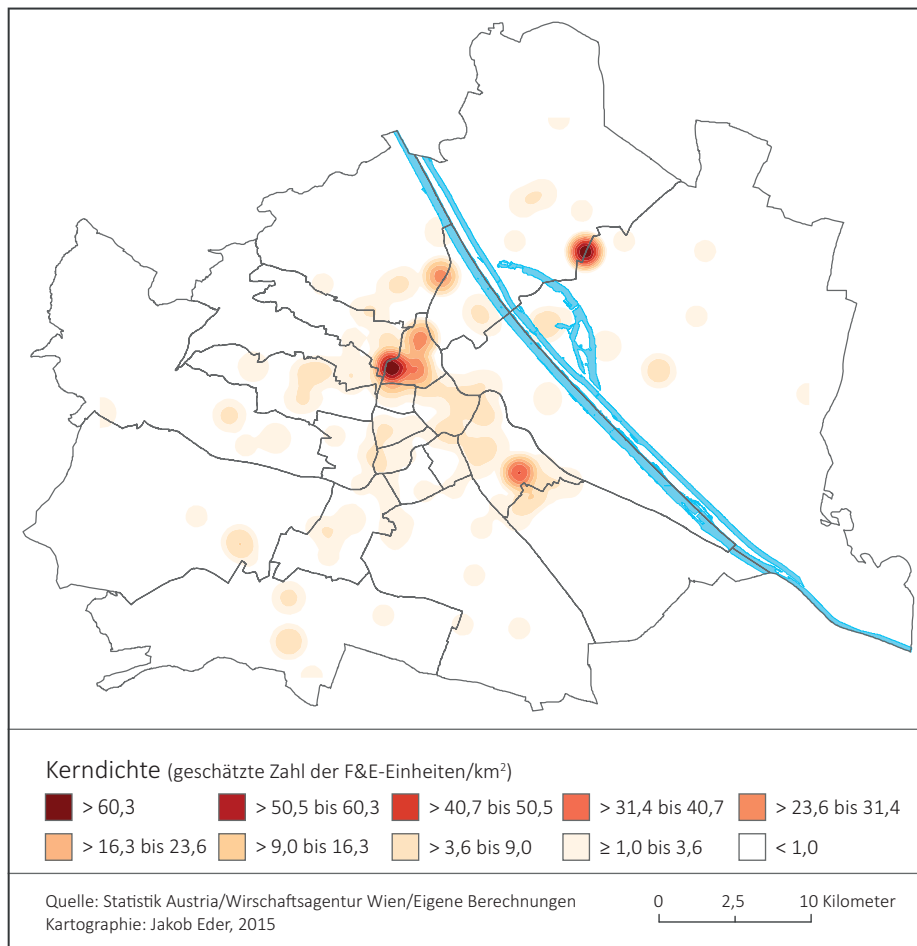 Kerndichte (geschätzte Zahl der F&E-Einheiten/km²)
> 60,3 > 50,5 bis 60,3 > 40,7 bis 50,5 > 31,4 bis 40,7 > 23,6 bis 31,4
> 16,3 bis 23,6 > 9,0 bis 16,3 > 3,6 bis 9,0 ≥ 1,0 bis 3,6 < 1,0
Quelle: Statistik Austria/Wirschaftsagentur Wien/Eigene Berechnungen
Kartographie: Jakob Eder, 2015
0 2,5 10 Kilometer